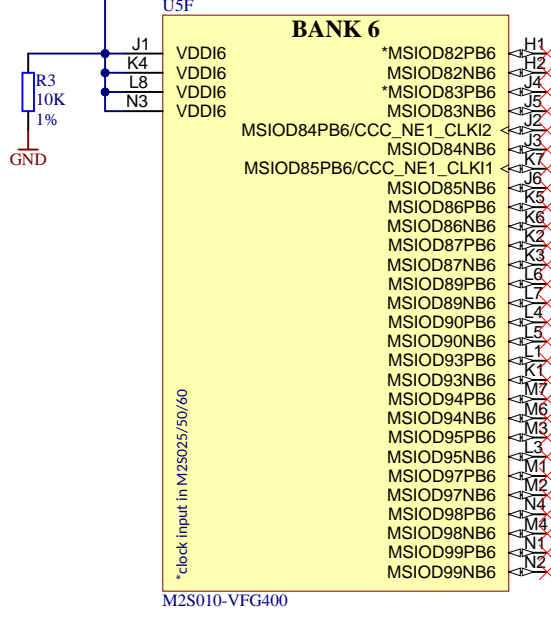 U5F
BANK 6
J1 VDDI6 *MSIOD82PB6 H1
K4 VDDI6 MSIOD82NB6 H2
L8 VDDI6 *MSIOD83PB6 J4
N3 VDDI6 MSIOD83NB6 J5
R3
10K
1%
GND
MSIOD84PB6/CCC_NE1_CLKI2 J2
MSIOD84NB6 J3
MSIOD85PB6/CCC_NE1_CLKI1 K7
MSIOD85NB6 J6
MSIOD86PB6 K5
MSIOD86NB6 K6
MSIOD87PB6 K2
MSIOD87NB6 K3
MSIOD89PB6 L6
MSIOD89NB6 L7
MSIOD90PB6 L4
MSIOD90NB6 L5
MSIOD93PB6 L1
MSIOD93NB6 K1
MSIOD94PB6 M7
MSIOD94NB6 M6
MSIOD95PB6 M3
MSIOD95NB6 L3
MSIOD97PB6 M1
MSIOD97NB6 M2
MSIOD98PB6 N4
MSIOD98NB6 M4
MSIOD99PB6 N1
MSIOD99NB6 N2
*clock input in M2S025/50/60
M2S010-VFG400